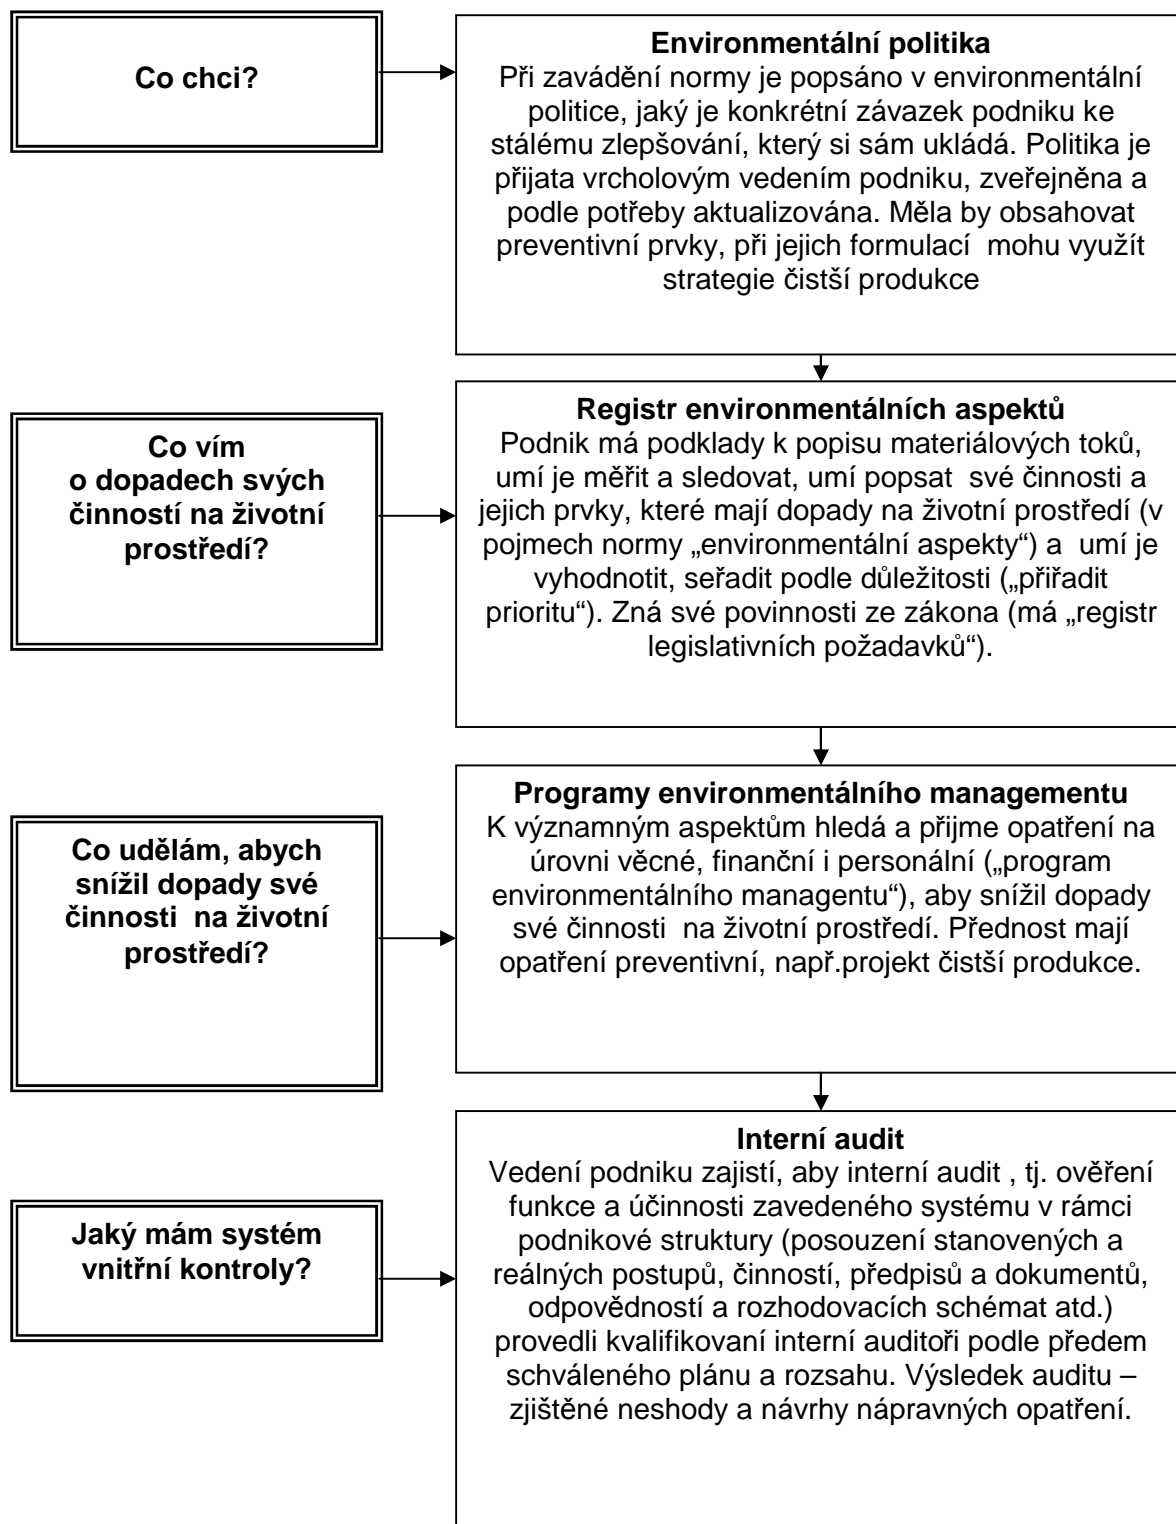 Co chci?
Environmentální politika
Při zavádění normy je popsáno v environmentální
politice, jaký je konkrétní závazek podniku ke
stálému zlepšování, který si sám ukládá. Politika je
přijata vrcholovým vedením podniku, zveřejněna a
podle potřeby aktualizována. Měla by obsahovat
preventivní prvky, při jejich formulací  mohu využít
strategie čistší produkce
Co vím
o dopadech svých
činností na životní
prostředí?
Registr environmentálních aspektů
Podnik má podklady k popisu materiálových toků,
umí je měřit a sledovat, umí popsat  své činnosti a
jejich prvky, které mají dopady na životní prostředí (v
pojmech normy „environmentální aspekty“) a  umí je
vyhodnotit, seřadit podle důležitosti („přiřadit
prioritu“). Zná své povinnosti ze zákona (má „registr
legislativních požadavků“).
Co udělám, abych
snížil dopady své
činnosti  na životní
prostředí?
Programy environmentálního managementu
K významným aspektům hledá a přijme opatření na
úrovni věcné, finanční i personální („program
environmentálního managentu“), aby snížil dopady
své činnosti  na životní prostředí. Přednost mají
opatření preventivní, např.projekt čistší produkce.
Jaký mám systém
vnitřní kontroly?
Interní audit
Vedení podniku zajistí, aby interní audit , tj. ověření
funkce a účinnosti zavedeného systému v rámci
podnikové struktury (posouzení stanovených a
reálných postupů, činností, předpisů a dokumentů,
odpovědností a rozhodovacích schémat atd.)
provedli kvalifikovaní interní auditoři podle předem
schváleného plánu a rozsahu. Výsledek auditu –
zjištěné neshody a návrhy nápravných opatření.